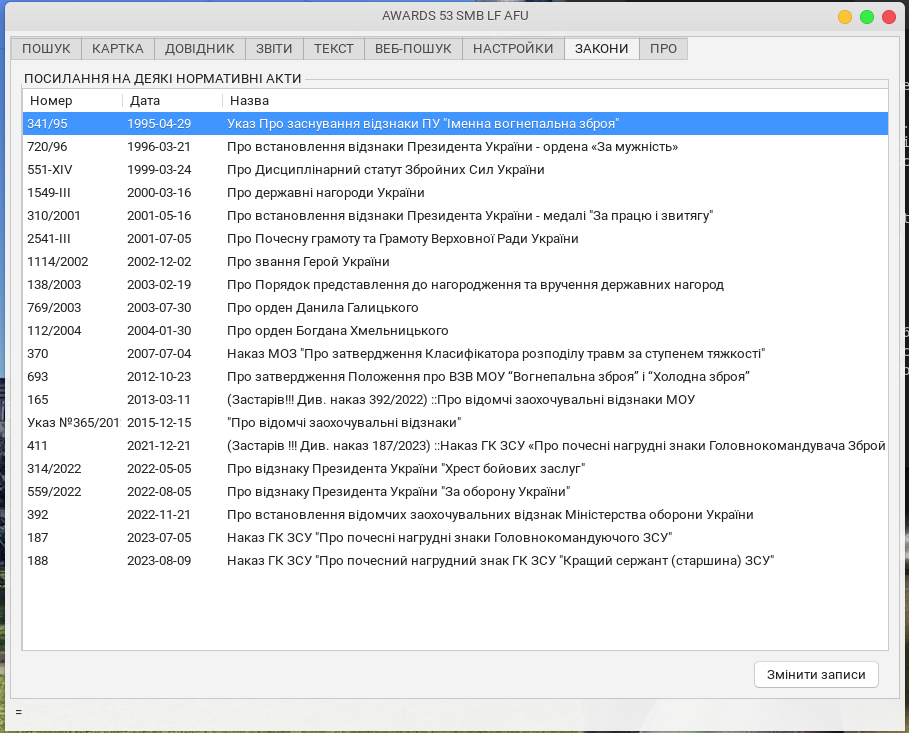 AWARDS 53 SMB LF AFU
ПОШУК КАРТКА ДОВІДНИК ЗВІТИ ТЕКСТ ВЕБ-ПОШУК НАСТРОЙКИ ЗАКОНИ ПРО
ПОСИЛАННЯ НА ДЕЯКІ НОРМАТИВНІ АКТИ
Номер Дата Назва
341/95 1995-04-29 Указ Про заснування відзнаки ПУ "Іменна вогнепальна зброя"
720/96 1996-03-21 Про встановлення відзнаки Президента України - ордена «За мужність»
551-XIV 1999-03-24 Про Дисциплінарний статут Збройних Сил України
1549-III 2000-03-16 Про державні нагороди України
310/2001 2001-05-16 Про встановлення відзнаки Президента України - медалі "За працю і звитягу"
2541-III 2001-07-05 Про Почесну грамоту та Грамоту Верховної Ради України
1114/2002 2002-12-02 Про звання Герой України
138/2003 2003-02-19 Про Порядок представлення до нагородження та вручення державних нагород
769/2003 2003-07-30 Про орден Данила Галицького
112/2004 2004-01-30 Про орден Богдана Хмельницького
370 2007-07-04 Наказ МОЗ "Про затвердження Класифікатора розподілу травм за ступенем тяжкості"
693 2012-10-23 Про затвердження Положення про ВЗВ МОУ “Вогнепальна зброя” і “Холодна зброя”
165 2013-03-11 (Застарів!!! Див. наказ 392/2022) ::Про відомчі заохочувальні відзнаки МОУ
Указ №365/201 2015-12-15 "Про відомчі заохочувальні відзнаки"
411 2021-12-21 (Застарів !!! Див. наказ 187/2023) ::Наказ ГК ЗСУ «Про почесні нагрудні знаки Головнокомандувача Зброй
314/2022 2022-05-05 Про відзнаку Президента України "Хрест бойових заслуг"
559/2022 2022-08-05 Про відзнаку Президента України "За оборону України"
392 2022-11-21 Про встановлення відомчих заохочувальних відзнак Міністерства оборони України
187 2023-07-05 Наказ ГК ЗСУ "Про почесні нагрудні знаки Головнокомандуючого ЗСУ"
188 2023-08-09 Наказ ГК ЗСУ "Про почесний нагрудний знак ГК ЗСУ "Кращий сержант (старшина) ЗСУ"
Змінити записи
=